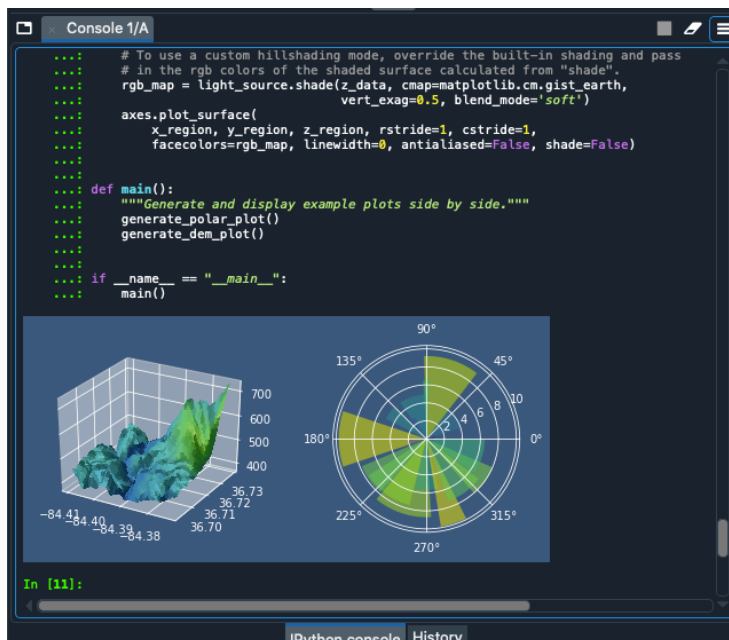 Console 1/A
...: # To use a custom hillshading mode, override the built-in shading and pass
...: # in the rgb colors of the shaded surface calculated from "shade".
...: rgb_map = light_source.shade(z_data, cmap=matplotlib.cm.gist_earth,
...: vert_exag=0.5, blend_mode='soft')
...: axes.plot_surface(
...: x_region, y_region, z_region, rstride=1, cstride=1,
...: facecolors=rgb_map, linewidth=0, antialiased=False, shade=False)
...:
...:
...: def main():
...: """Generate and display example plots side by side."""
...: generate_polar_plot()
...: generate_dem_plot()
...:
...:
...: if __name__ == "__main__":
...: main()
700
600
500
400
36.73
36.72
36.71
36.70
−84.41
−84.40
−84.39
−84.38
90°
135°
45°
10
8
6
4
2
180°
0°
225°
315°
270°
In [11]:
IPython console History